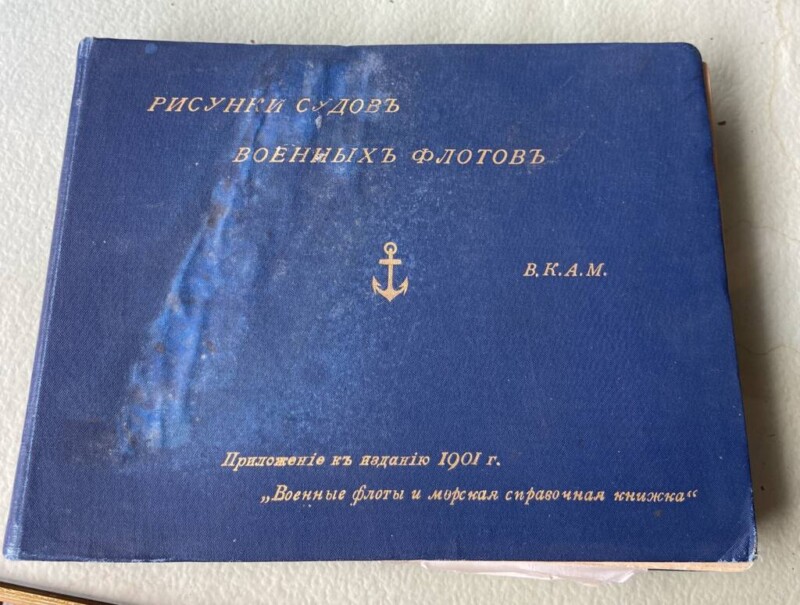 РИСУНКИ СУДОВЪ
ВОЕННЫХЪ ФЛОТОВЪ
В.К.А.М.
Приложеніе къ изданію 1901 г.
„Военные флоты и морская справочная книжка“